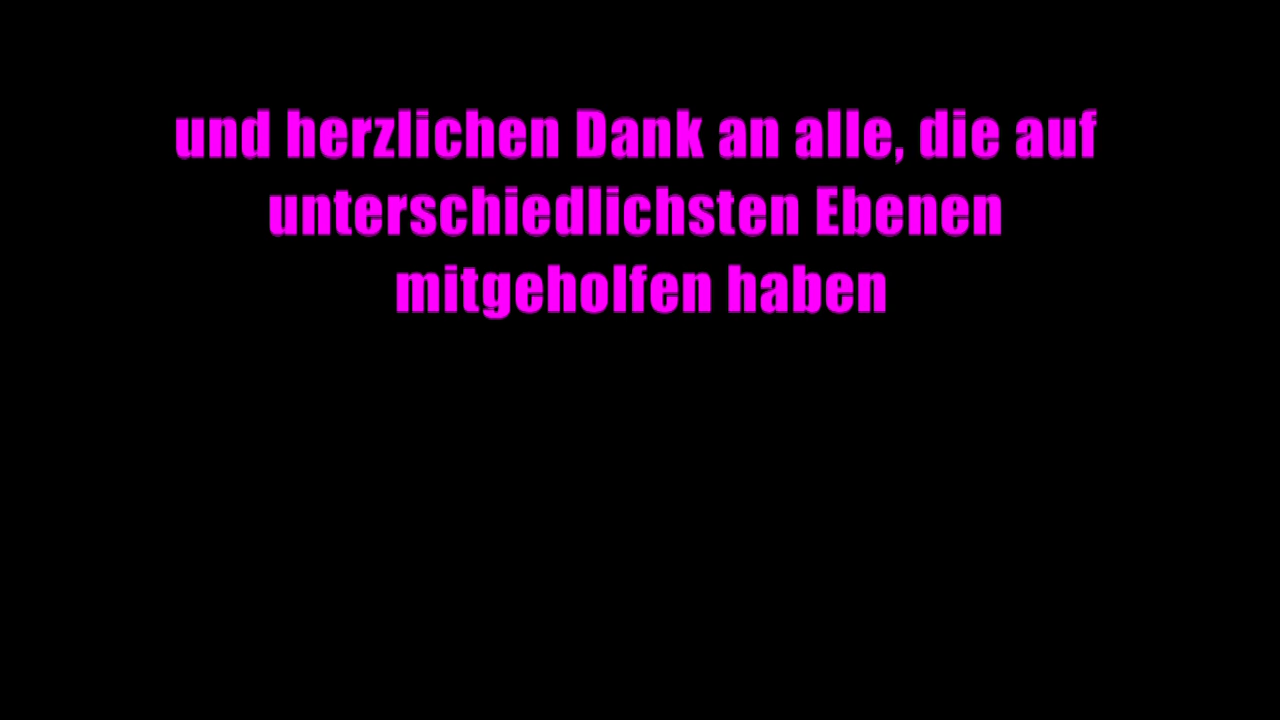 und herzlichen Dank an alle, die auf
unterschiedlichsten Ebenen
mitgeholfen haben